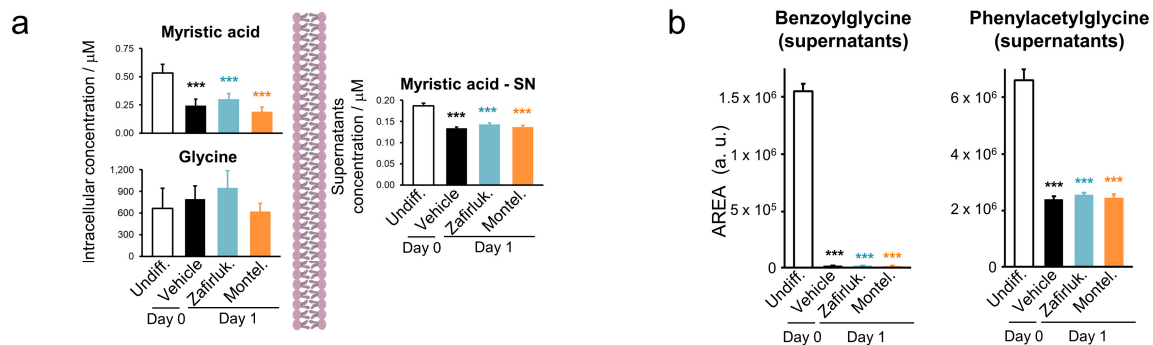 a
Myristic acid
Intracellular concentration / μM
0.75
0.50
0.25
0.00
***
***
***
Glycine
1,200
900
600
300
0
Undiff.
Vehicle
Zafirluk.
Montel.
Day 0
Day 1
Myristic acid - SN
Supernatants
concentration / μM
0.20
0.15
0.10
0.05
0.00
***
***
***
Undiff.
Vehicle
Zafirluk.
Montel.
Day 0
Day 1
b
Benzoylglycine
(supernatants)
AREA (a. u.)
1.5 x 10⁶
1 x 10⁶
5 x 10⁵
0
***
***
***
Undiff.
Vehicle
Zafirluk.
Montel.
Day 0
Day 1
Phenylacetylglycine
(supernatants)
6 x 10⁶
4 x 10⁶
2 x 10⁶
0
***
***
***
Undiff.
Vehicle
Zafirluk.
Montel.
Day 0
Day 1